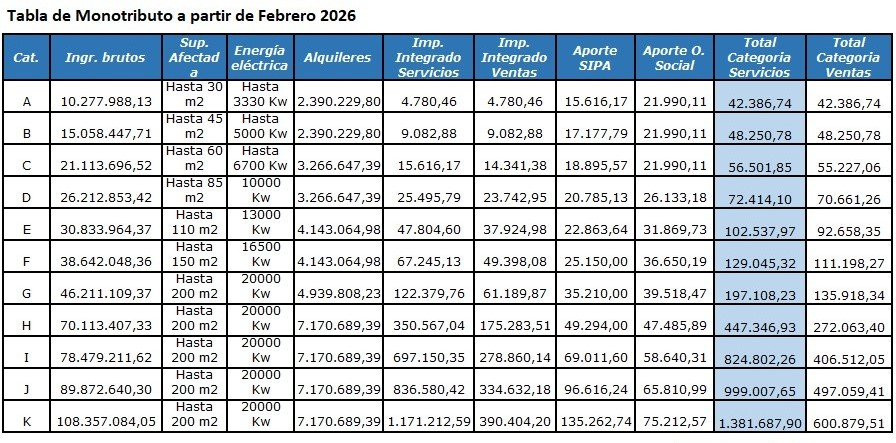 Tabla de Monotributo a partir de Febrero 2026
Cat. Ingr. brutos Sup. Afectada Energía eléctrica Alquileres Imp. Integrado Servicios Imp. Integrado Ventas Aporte SIPA Aporte O. Social Total Categoria Servicios Total Categoria Ventas
A 10.277.988,13 Hasta 30 m2 Hasta 3330 Kw 2.390.229,80 4.780,46 4.780,46 15.616,17 21.990,11 42.386,74 42.386,74
B 15.058.447,71 Hasta 45 m2 Hasta 5000 Kw 2.390.229,80 9.082,88 9.082,88 17.177,79 21.990,11 48.250,78 48.250,78
C 21.113.696,52 Hasta 60 m2 Hasta 6700 Kw 3.266.647,39 15.616,17 14.341,38 18.895,57 21.990,11 56.501,85 55.227,06
D 26.212.853,42 Hasta 85 m2 10000 Kw 3.266.647,39 25.495,79 23.742,95 20.785,13 26.133,18 72.414,10 70.661,26
E 30.833.964,37 Hasta 110 m2 13000 Kw 4.143.064,98 47.804,60 37.924,98 22.863,64 31.869,73 102.537,97 92.658,35
F 38.642.048,36 Hasta 150 m2 16500 Kw 4.143.064,98 67.245,13 49.398,08 25.150,00 36.650,19 129.045,32 111.198,27
G 46.211.109,37 Hasta 200 m2 20000 Kw 4.939.808,23 122.379,76 61.189,87 35.210,00 39.518,47 197.108,23 135.918,34
H 70.113.407,33 Hasta 200 m2 20000 Kw 7.170.689,39 350.567,04 175.283,51 49.294,00 47.485,89 447.346,93 272.063,40
I 78.479.211,62 Hasta 200 m2 20000 Kw 7.170.689,39 697.150,35 278.860,14 69.011,60 58.640,31 824.802,26 406.512,05
J 89.872.640,30 Hasta 200 m2 20000 Kw 7.170.689,39 836.580,42 334.632,18 96.616,24 65.810,99 999.007,65 497.059,41
K 108.357.084,05 Hasta 200 m2 20000 Kw 7.170.689,39 1.171.212,59 390.404,20 135.262,74 75.212,57 1.381.687,90 600.879,51